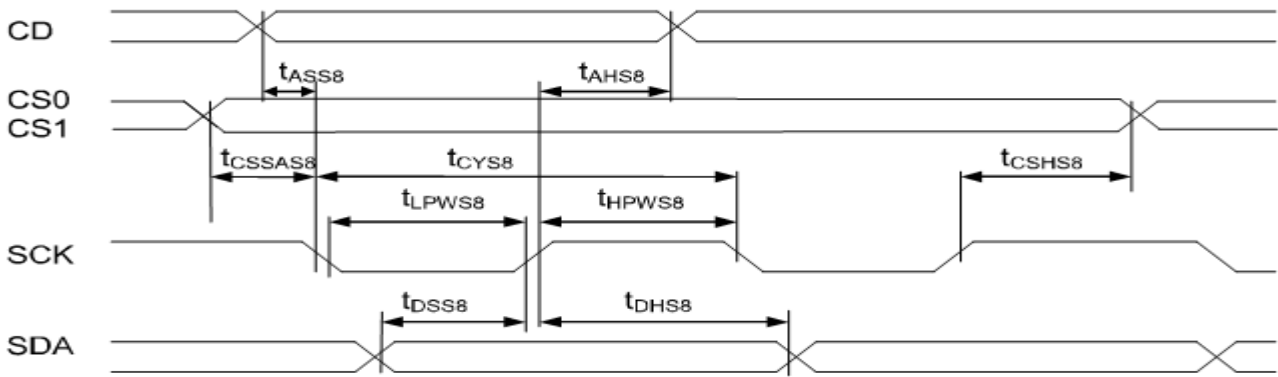 CD
tASS8 tAHS8
CS0
CS1
tCSSAS8 tCYS8 tCSHS8
tLPWS8 tHPWS8
SCK
tDSS8 tDHS8
SDA